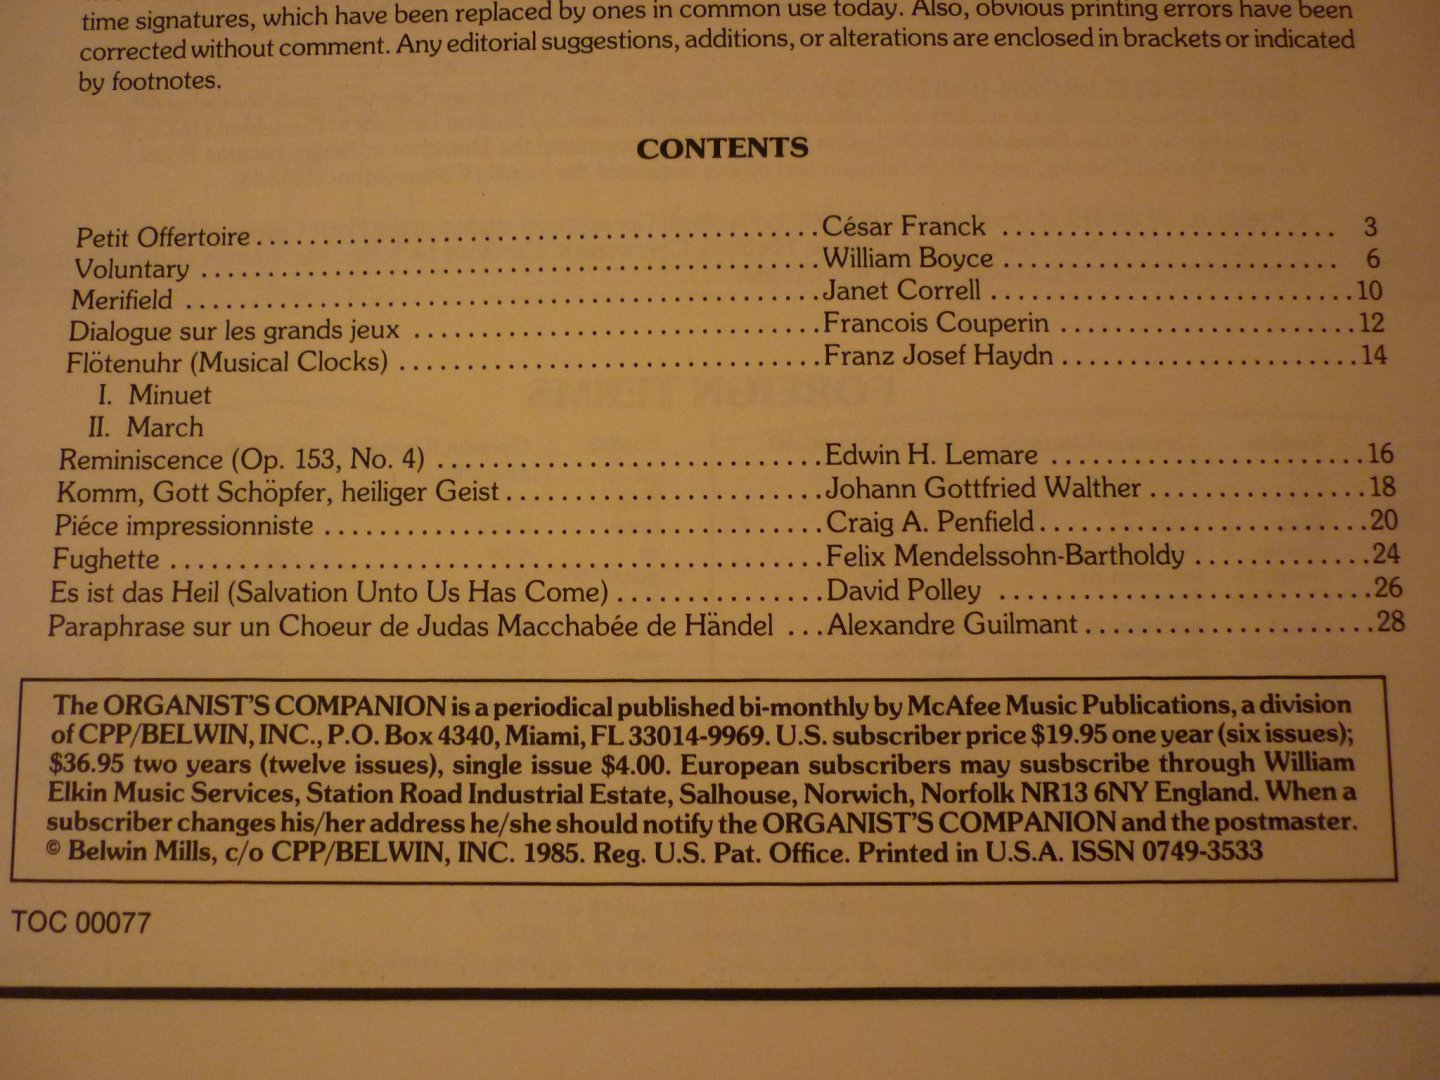 time signatures, which have been replaced by ones in common use today. Also, obvious printing errors have been
corrected without comment. Any editorial suggestions, additions, or alterations are enclosed in brackets or indicated
by footnotes.
CONTENTS
Petit Offertoire . . . . . . . . . . César Franck . . . . . . . . . . 3
Voluntary . . . . . . . . . . William Boyce . . . . . . . . . . 6
Merifield . . . . . . . . . . Janet Correll . . . . . . . . . . 10
Dialogue sur les grands jeux . . . . . . . . . . Francois Couperin . . . . . . . . . . 12
Flötenuhr (Musical Clocks) . . . . . . . . . . Franz Josef Haydn . . . . . . . . . . 14
I. Minuet
II. March
Reminiscence (Op. 153, No. 4) . . . . . . . . . . Edwin H. Lemare . . . . . . . . . . 16
Komm, Gott Schöpfer, heiliger Geist . . . . . . . . . . Johann Gottfried Walther . . . . . . . . . . 18
Piéce impressionniste . . . . . . . . . . Craig A. Penfield . . . . . . . . . . 20
Fughette . . . . . . . . . . Felix Mendelssohn-Bartholdy . . . . . . . . . . 24
Es ist das Heil (Salvation Unto Us Has Come) . . . . . . . . . . David Polley . . . . . . . . . . 26
Paraphrase sur un Choeur de Judas Macchabée de Händel . . . Alexandre Guilmant . . . . . . . . . . 28
The ORGANIST'S COMPANION is a periodical published bi-monthly by McAfee Music Publications, a division
of CPP/BELWIN, INC., P.O. Box 4340, Miami, FL 33014-9969. U.S. subscriber price $19.95 one year (six issues);
$36.95 two years (twelve issues), single issue $4.00. European subscribers may susbscribe through William
Elkin Music Services, Station Road Industrial Estate, Salhouse, Norwich, Norfolk NR13 6NY England. When a
subscriber changes his/her address he/she should notify the ORGANIST'S COMPANION and the postmaster.
© Belwin Mills, c/o CPP/BELWIN, INC. 1985. Reg. U.S. Pat. Office. Printed in U.S.A. ISSN 0749-3533
TOC 00077